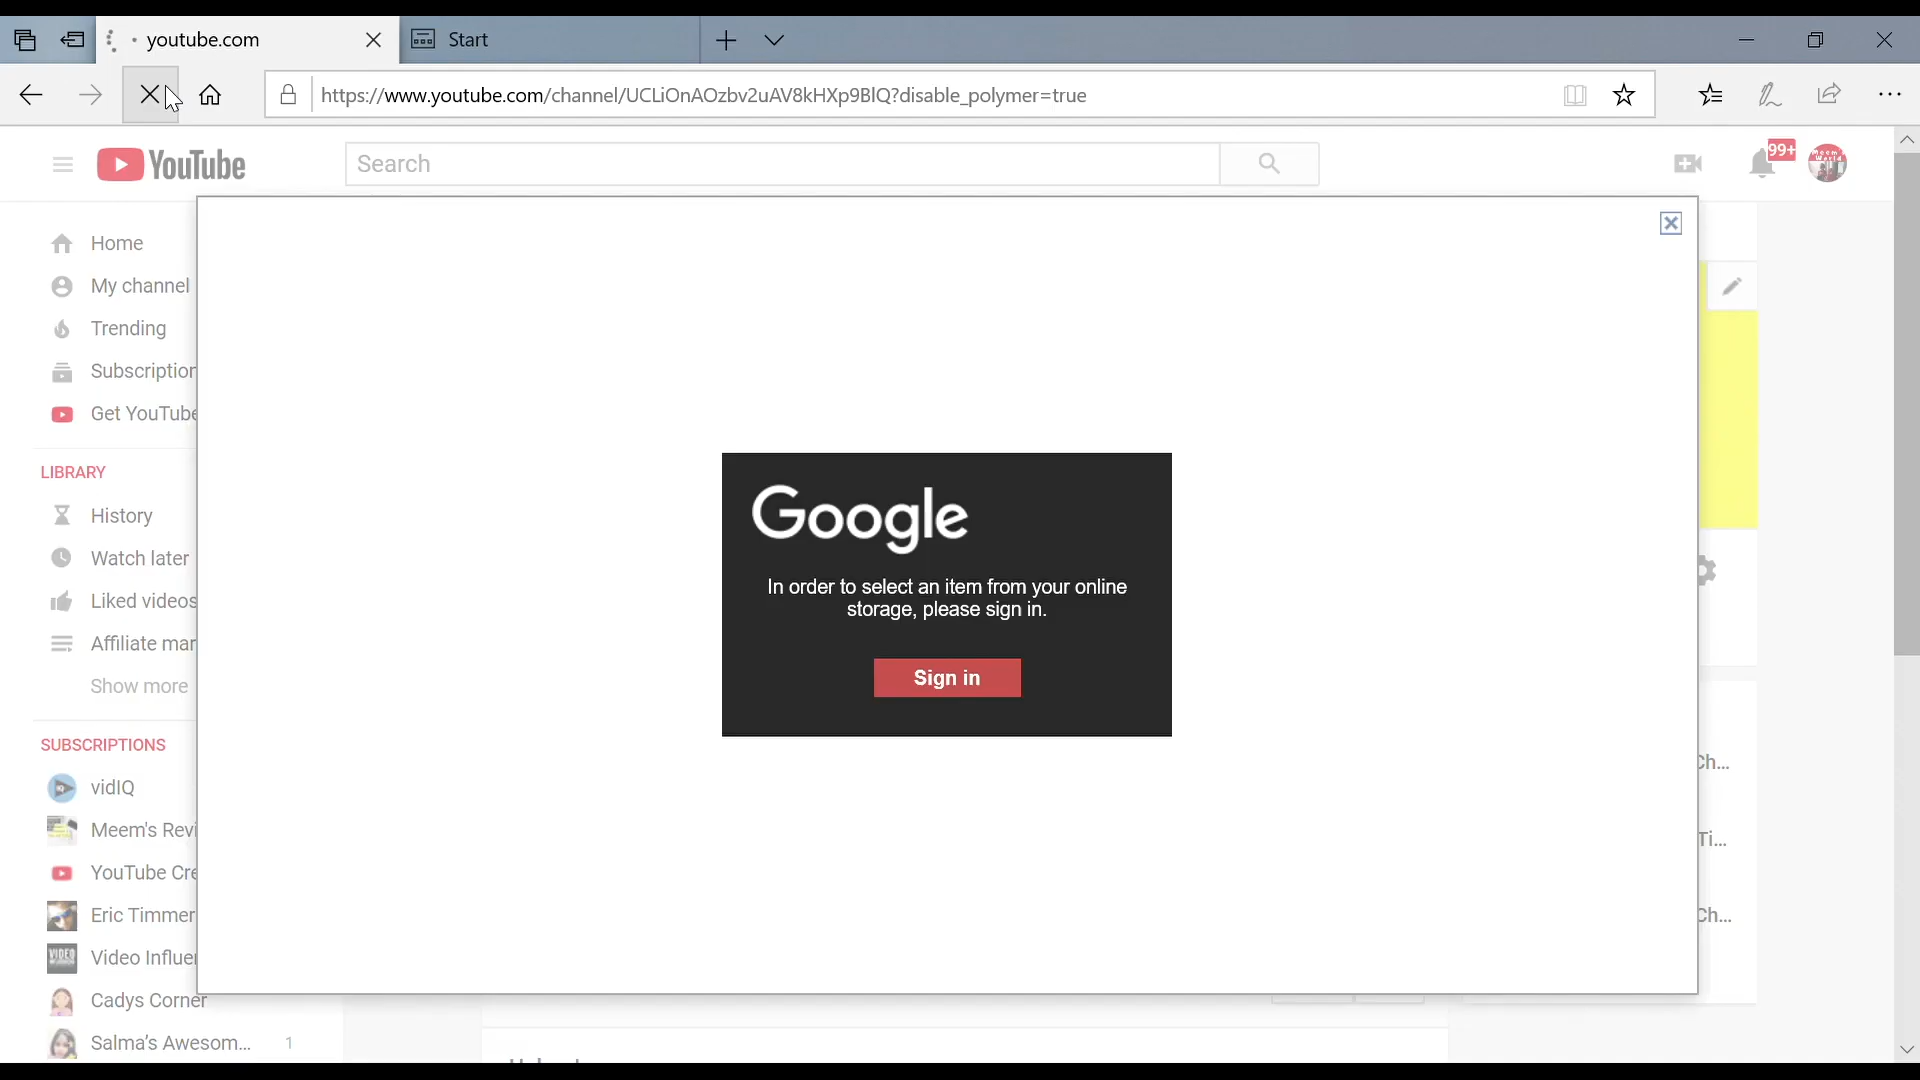 youtube.com
Start
https://www.youtube.com/channel/UCLiOnAOzbv2uAV8kHXp9BlQ?disable_polymer=true
YouTube
Search
99+
Home
My channel
Trending
Subscription
Get YouTube
LIBRARY
History
Watch later
Liked videos
Affiliate mar
Show more
SUBSCRIPTIONS
vidIQ
Meem's Revi
YouTube Cre
Eric Timmer
Video Influen
Cadys Corner
Salma's Awesom... 1
Google
In order to select an item from your online
storage, please sign in.
Sign in
Ch...
Ti...
Ch...